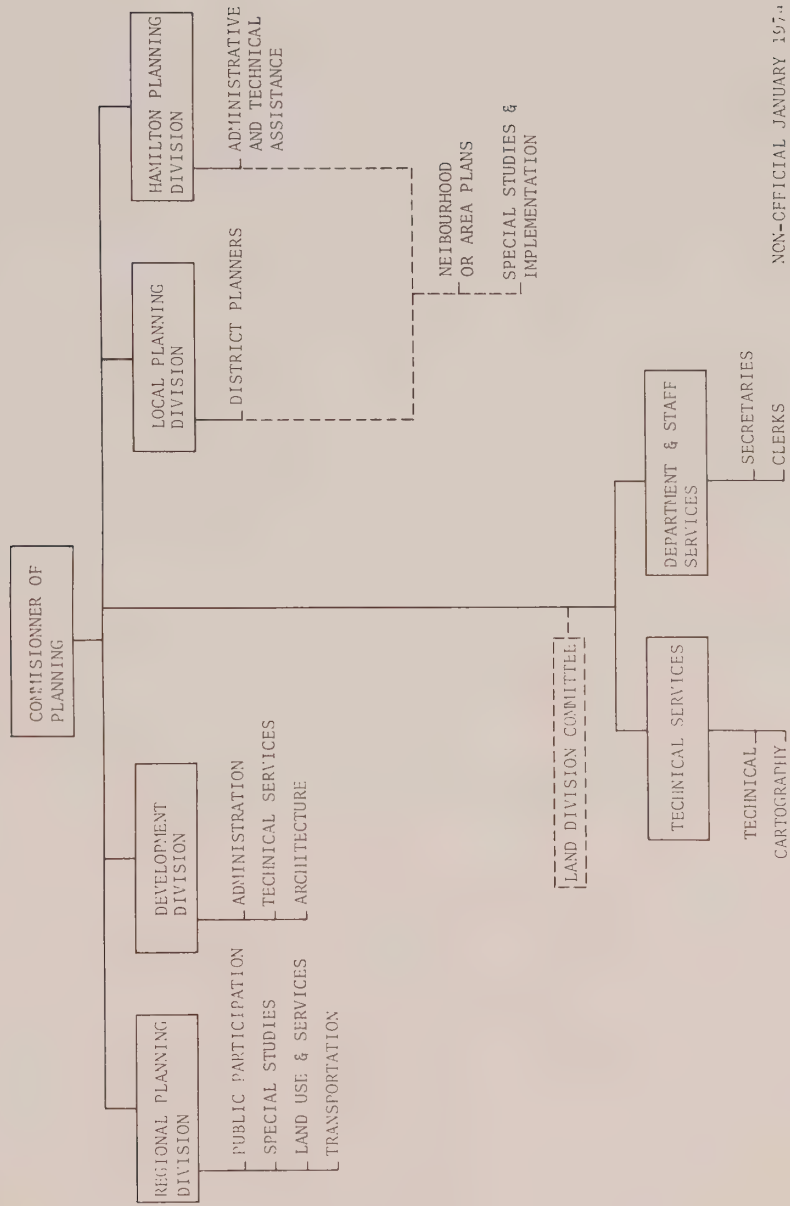 COMMISIONNER OF
PLANNING
REGIONAL PLANNING
DIVISION
PUBLIC PARTICIPATION
SPECIAL STUDIES
LAND USE & SERVICES
TRANSPORTATION
DEVELOPMENT
DIVISION
ADMINISTRATION
TECHNICAL SERVICES
ARCHITECTURE
LOCAL PLANNING
DIVISION
DISTRICT PLANNERS
HAMILTON PLANNING
DIVISION
ADMINISTRATIVE
AND TECHNICAL
ASSISTANCE
NEIBOURHOOD
OR AREA PLANS
SPECIAL STUDIES &
IMPLEMENTATION
LAND DIVISION COMMITTEE
TECHNICAL SERVICES
TECHNICAL
CARTOGRAPHY
DEPARTMENT & STAFF
SERVICES
SECRETARIES
CLERKS
NON-OFFICIAL JANUARY